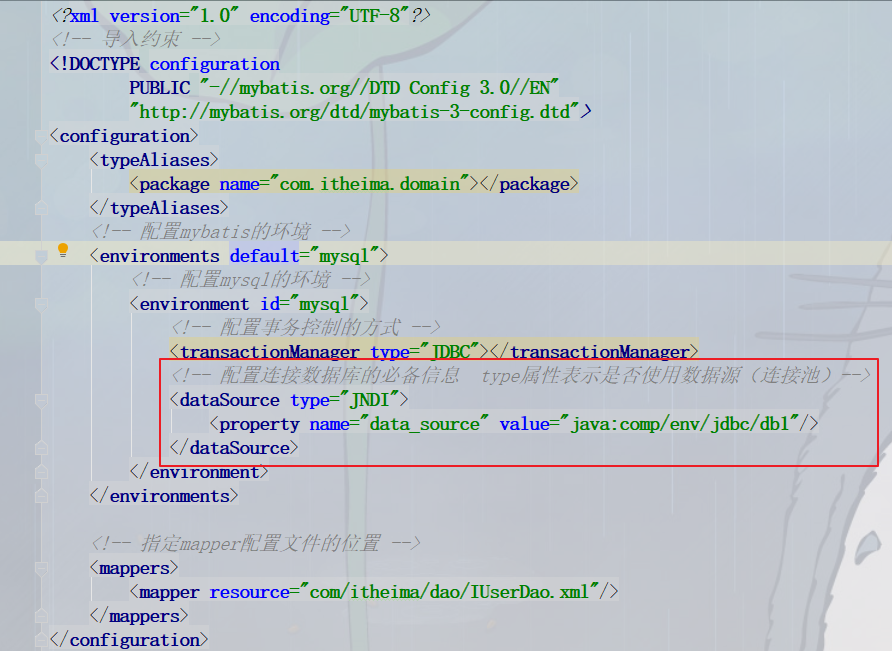 <?xml version="1.0" encoding="UTF-8"?>
<!-- 导入约束 -->
<!DOCTYPE configuration
PUBLIC "-//mybatis.org//DTD Config 3.0//EN"
"http://mybatis.org/dtd/mybatis-3-config.dtd">
<configuration>
<typeAliases>
<package name="com.itheima.domain"></package>
</typeAliases>
<!-- 配置mybatis的环境 -->
<environments default="mysql">
<!-- 配置mysql的环境 -->
<environment id="mysql">
<!-- 配置事务控制的方式 -->
<transactionManager type="JDBC"></transactionManager>
<!-- 配置连接数据库的必备信息  type属性表示是否使用数据源（连接池）-->
<dataSource type="JNDI">
<property name="data_source" value="java:comp/env/jdbc/db1"/>
</dataSource>
</environment>
</environments>
<!-- 指定mapper配置文件的位置 -->
<mappers>
<mapper resource="com/itheima/dao/IUserDao.xml"/>
</mappers>
</configuration>